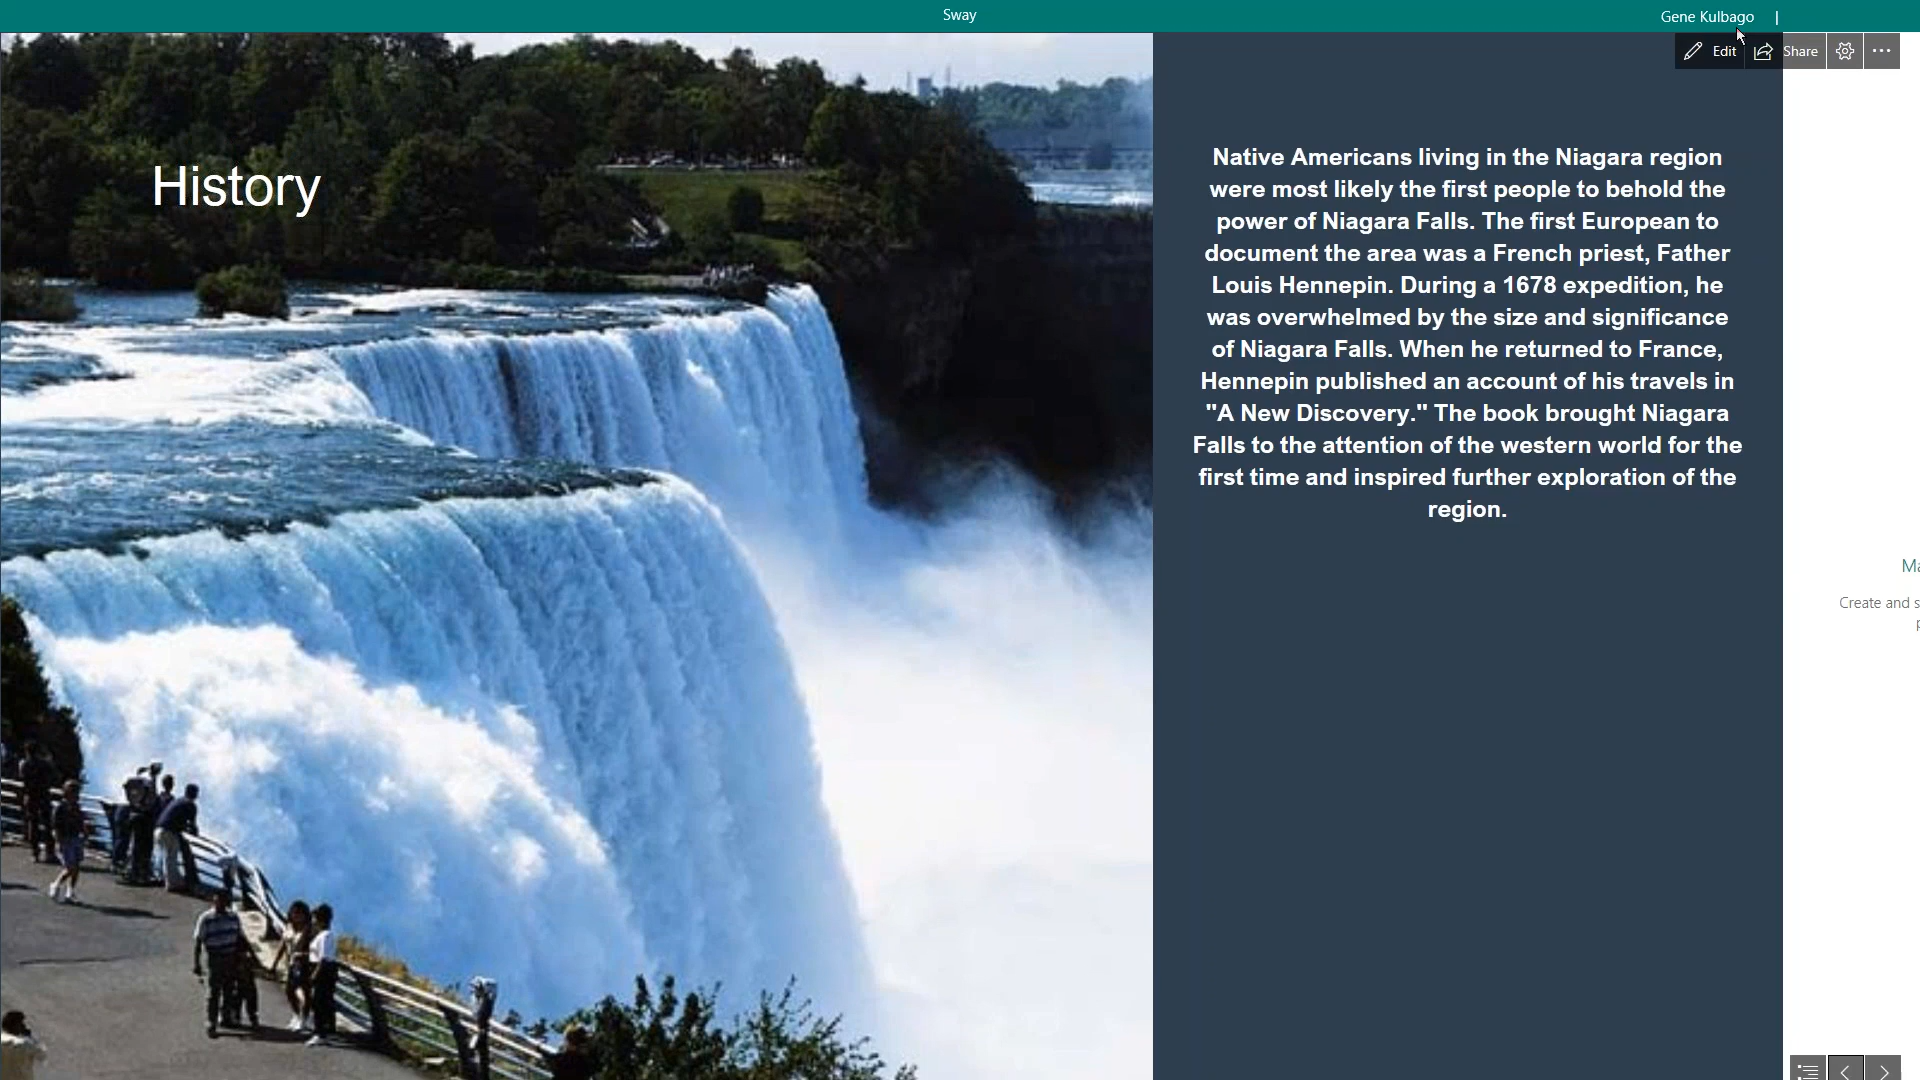 Sway
Gene Kulbago |
Edit
Share
History
Native Americans living in the Niagara region
were most likely the first people to behold the
power of Niagara Falls. The first European to
document the area was a French priest, Father
Louis Hennepin. During a 1678 expedition, he
was overwhelmed by the size and significance
of Niagara Falls. When he returned to France,
Hennepin published an account of his travels in
"A New Discovery." The book brought Niagara
Falls to the attention of the western world for the
first time and inspired further exploration of the
region.
Create and